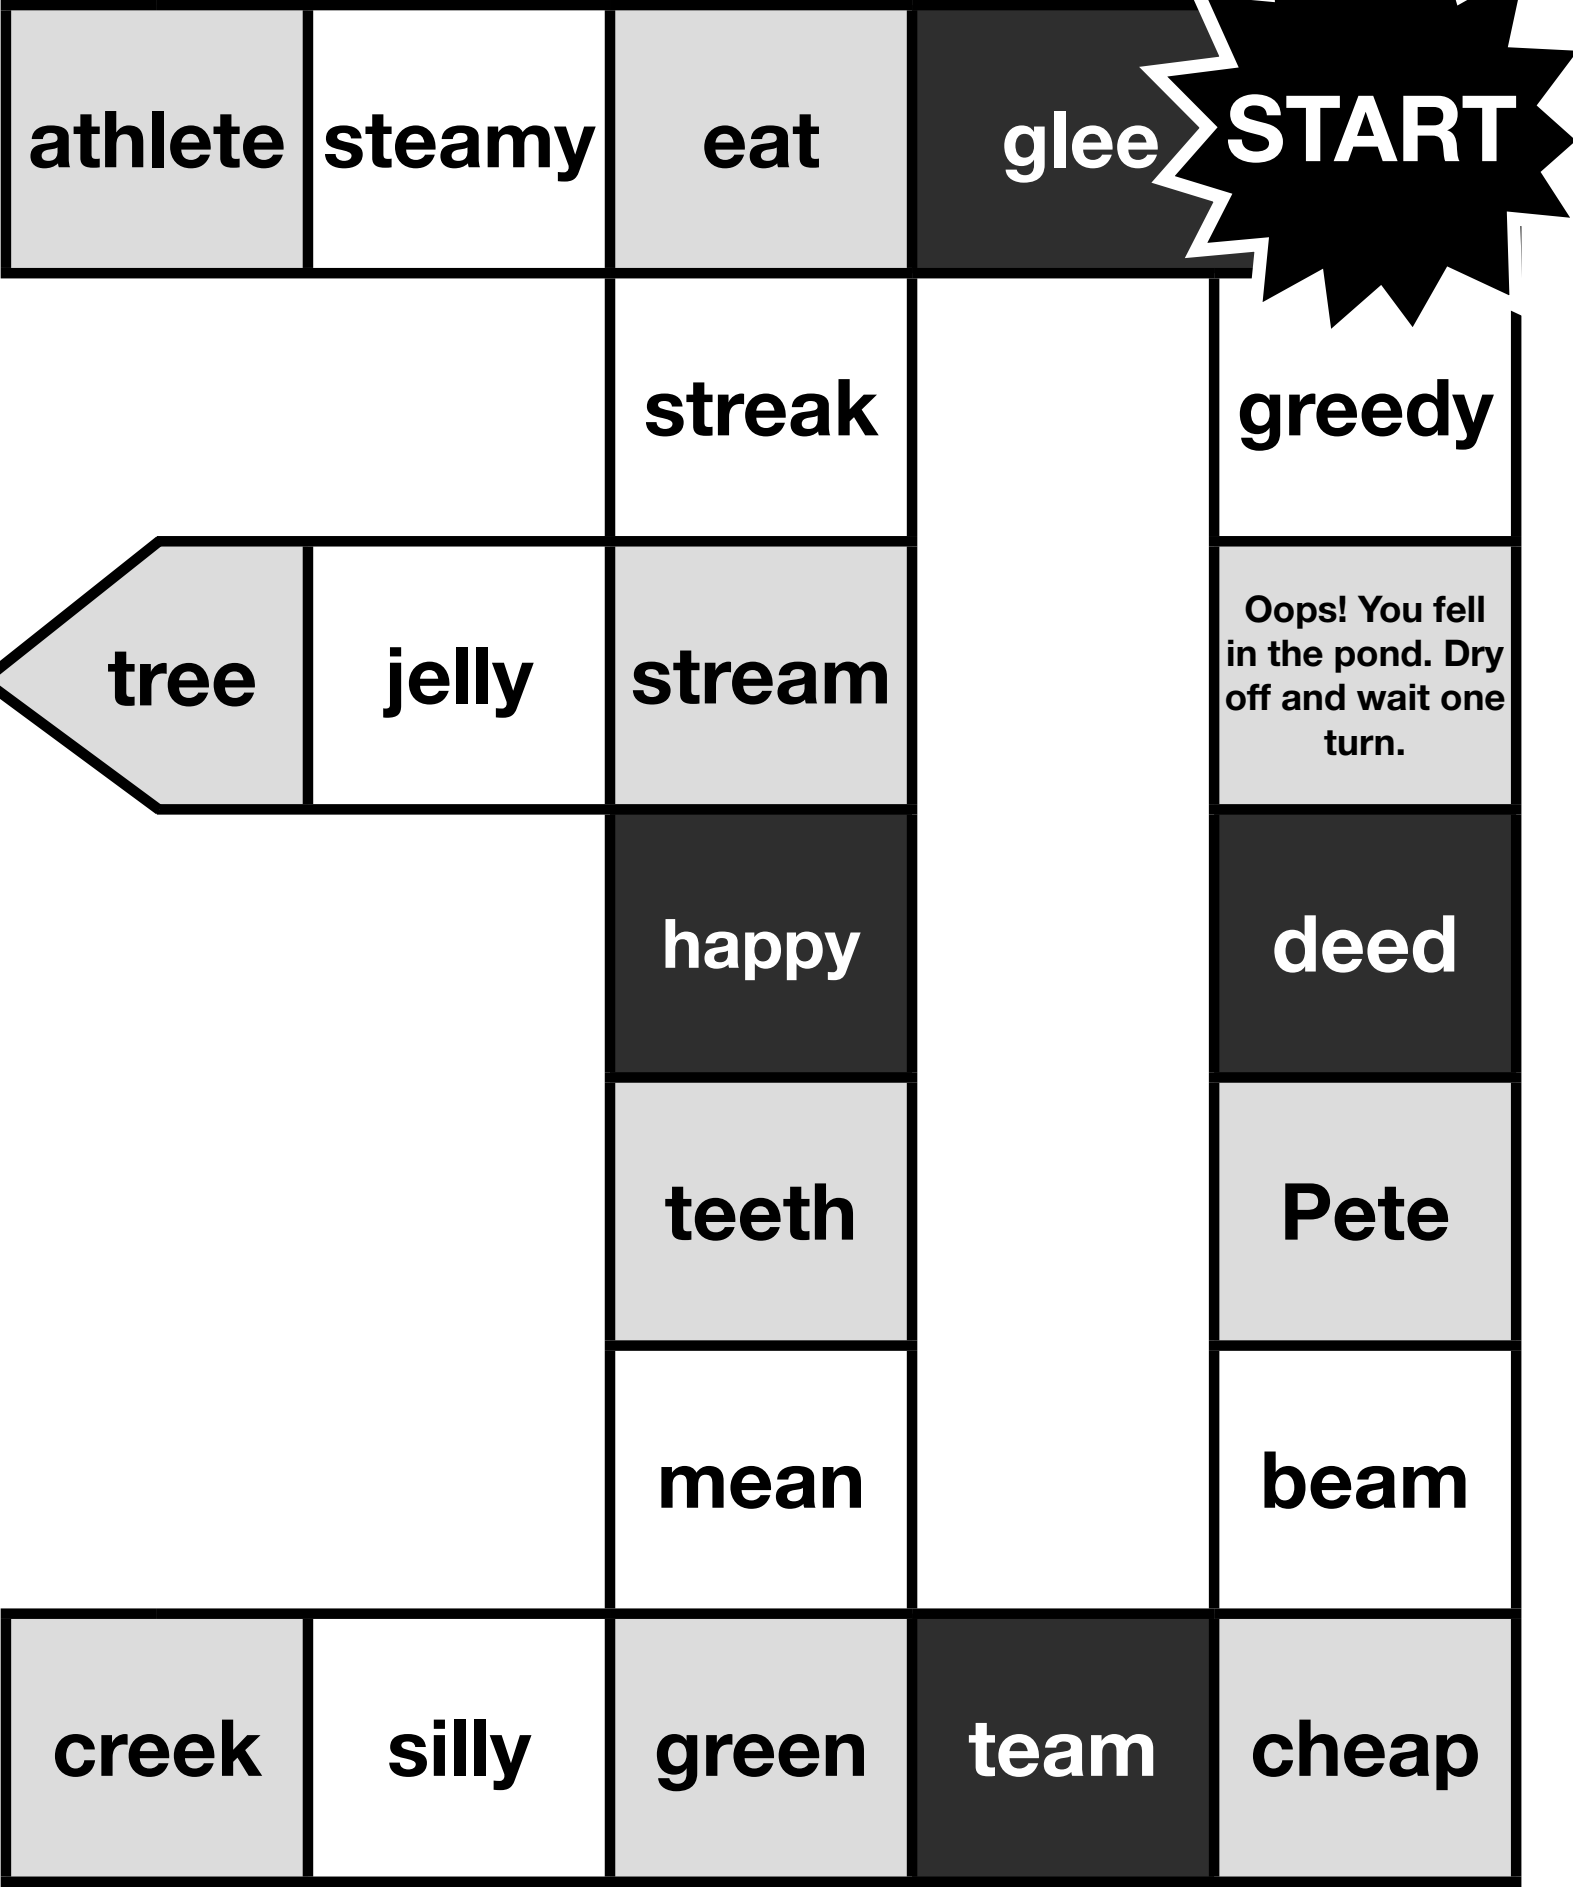 athlete
steamy
eat
glee
START
streak
greedy
tree
jelly
stream
Oops! You fell
in the pond. Dry
off and wait one
turn.
happy
deed
teeth
Pete
mean
beam
creek
silly
green
team
cheap